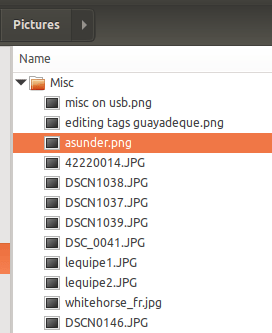 Pictures
Name
Misc
misc on usb.png
editing tags guayadeque.png
asunder.png
42220014.JPG
DSCN1038.JPG
DSCN1037.JPG
DSCN1039.JPG
DSC_0041.JPG
lequipe1.JPG
lequipe2.JPG
whitehorse_fr.jpg
DSCN0146.JPG